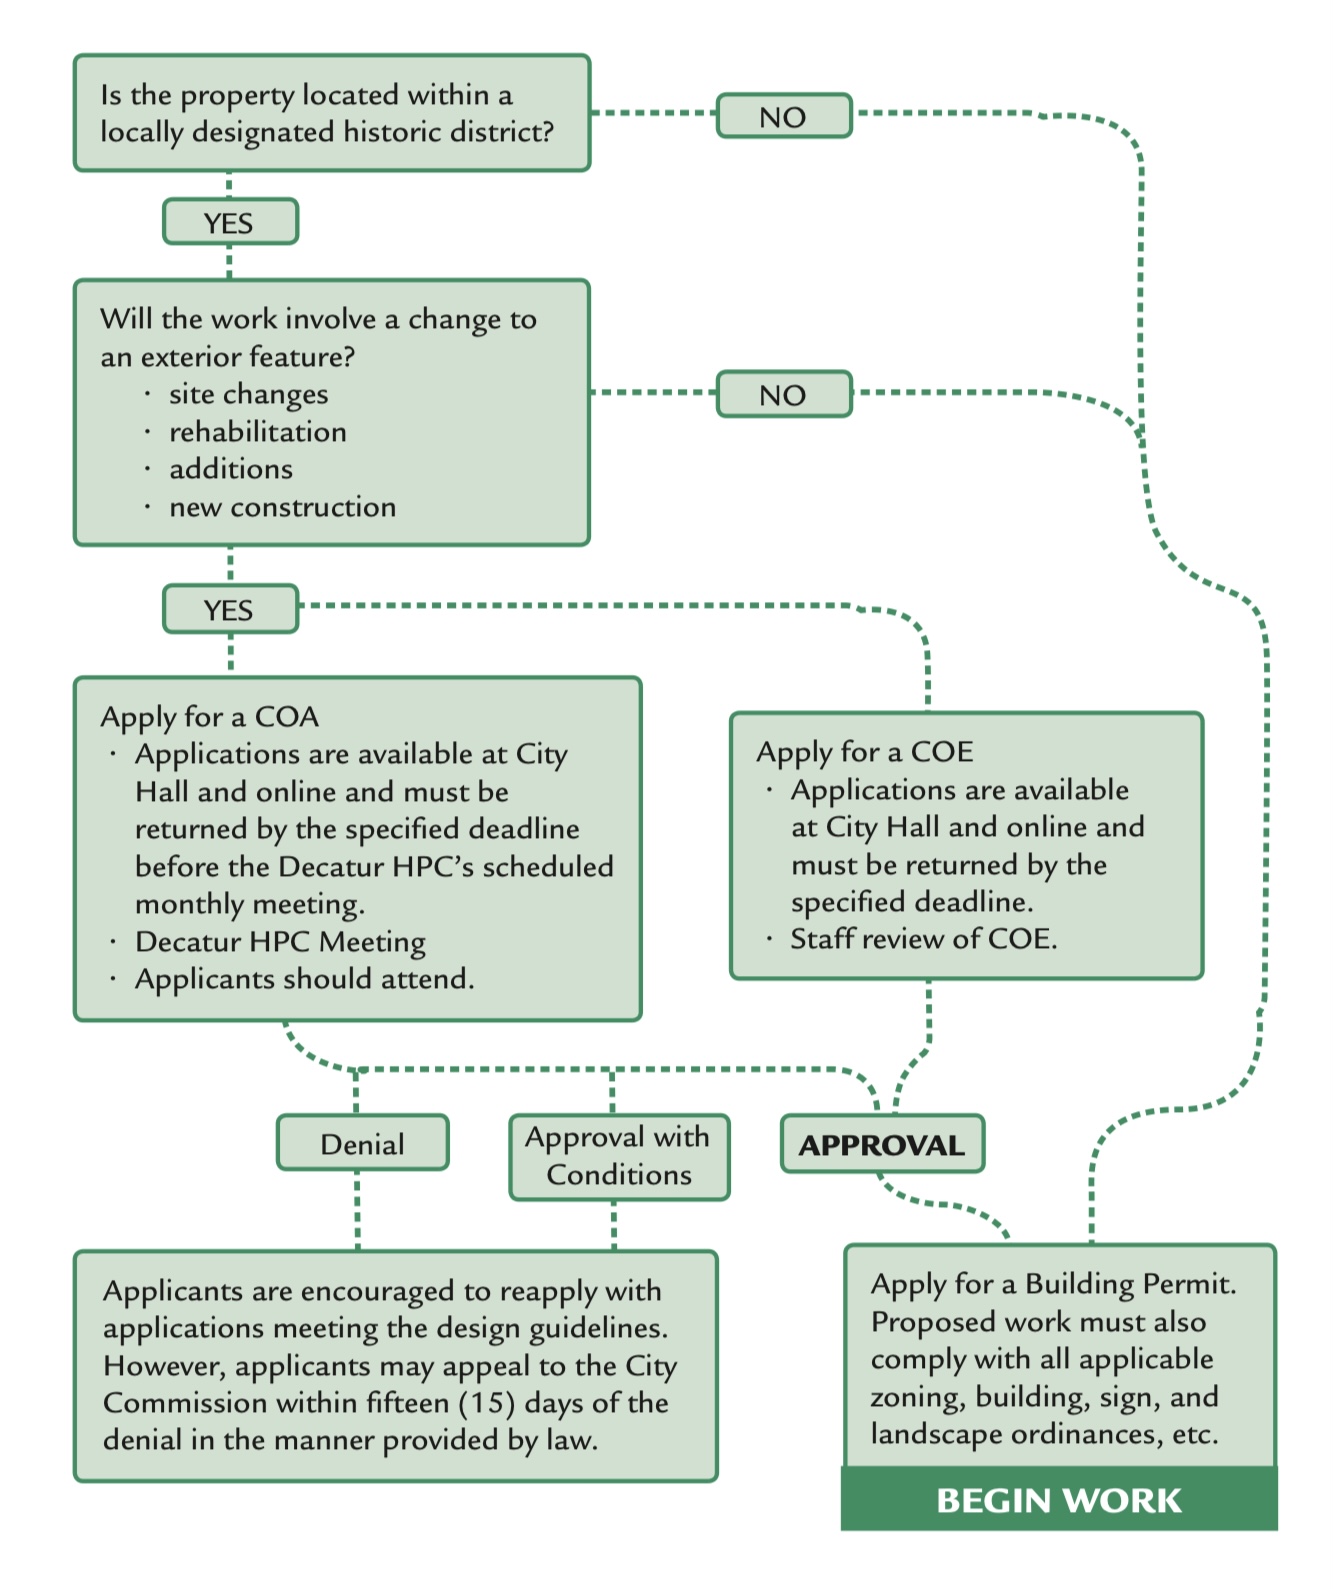 Is the property located within a
locally designated historic district?
NO
YES
Will the work involve a change to
an exterior feature?
· site changes
· rehabilitation
· additions
· new construction
NO
YES
Apply for a COA
· Applications are available at City
Hall and online and must be
returned by the specified deadline
before the Decatur HPC’s scheduled
monthly meeting.
· Decatur HPC Meeting
· Applicants should attend.
Apply for a COE
· Applications are available
at City Hall and online and
must be returned by the
specified deadline.
· Staff review of COE.
Denial
Approval with
Conditions
APPROVAL
Applicants are encouraged to reapply with
applications meeting the design guidelines.
However, applicants may appeal to the City
Commission within fifteen (15) days of the
denial in the manner provided by law.
Apply for a Building Permit.
Proposed work must also
comply with all applicable
zoning, building, sign, and
landscape ordinances, etc.
BEGIN WORK